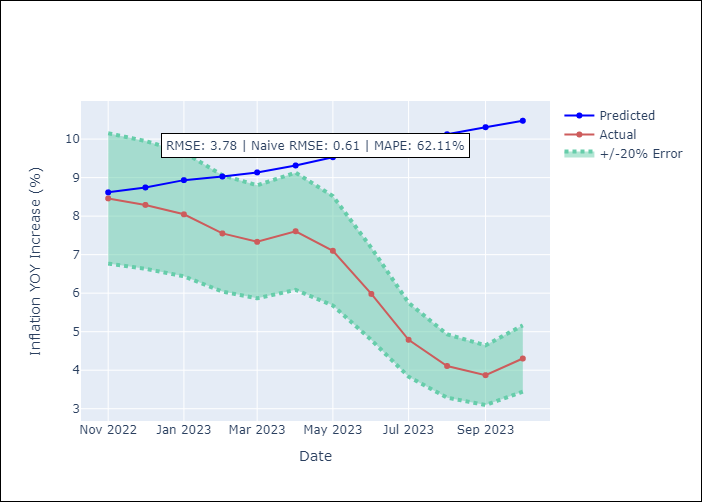 RMSE: 3.78 | Naive RMSE: 0.61 | MAPE: 62.11%
Predicted
Actual
+/-20% Error
Inflation YOY Increase (%)
10
9
8
7
6
5
4
3
Nov 2022 Jan 2023 Mar 2023 May 2023 Jul 2023 Sep 2023
Date